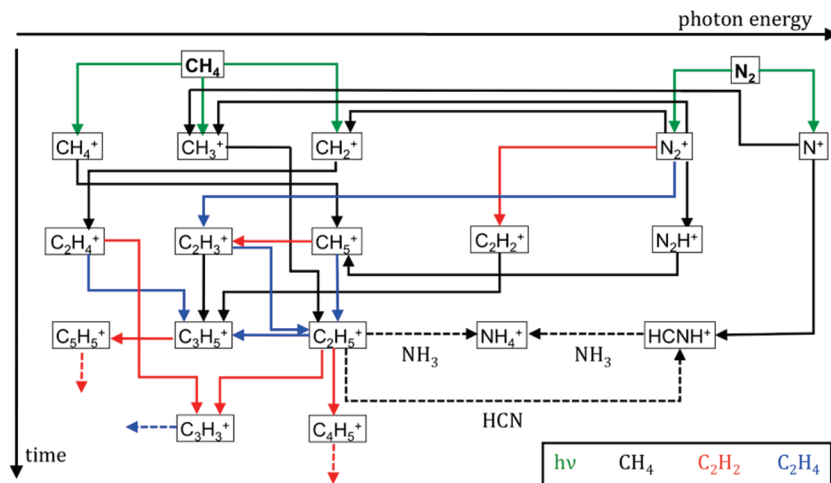 photon energy
CH₄ N₂
CH₄⁺ CH₃⁺ CH₂⁺ N₂⁺ N⁺
C₂H₄⁺ C₂H₃⁺ CH₅⁺ C₂H₂⁺ N₂H⁺
C₅H₅⁺ C₃H₅⁺ C₂H₅⁺ NH₄⁺ HCNH⁺
NH₃ NH₃
HCN
C₃H₃⁺ C₄H₅⁺
time
hν CH₄ C₂H₂ C₂H₄